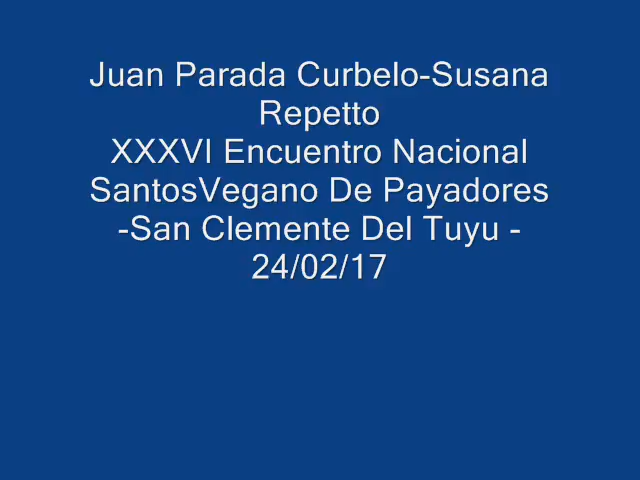 Juan Parada Curbelo-Susana
Repetto
XXXVI Encuentro Nacional
SantosVegano De Payadores
-San Clemente Del Tuyu -
24/02/17